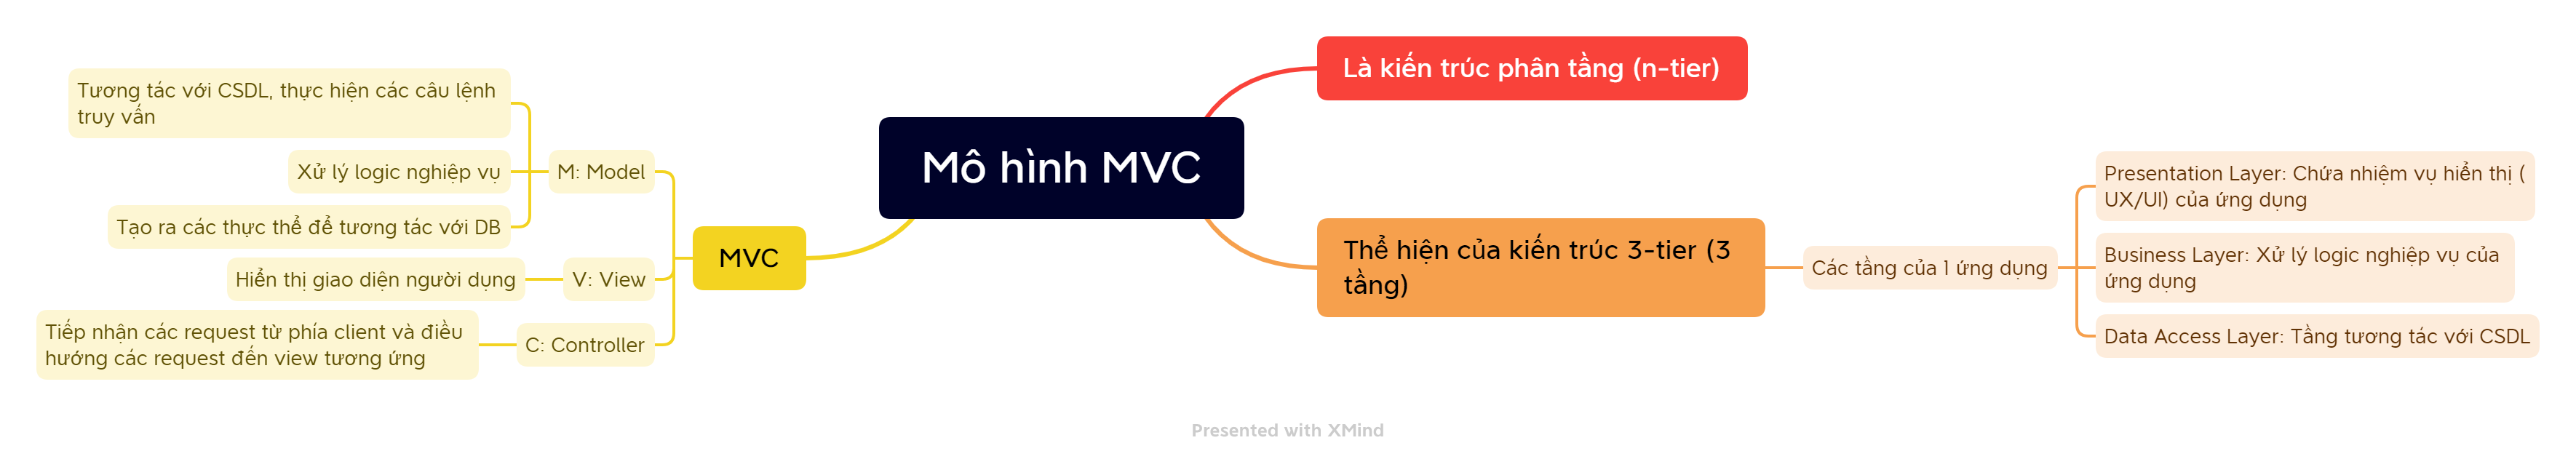 Mô hình MVC
Là kiến trúc phân tầng (n-tier)
Thể hiện của kiến trúc 3-tier (3
tầng)
Các tầng của 1 ứng dụng
Presentation Layer: Chứa nhiệm vụ hiển thị (
UX/UI) của ứng dụng
Business Layer: Xử lý logic nghiệp vụ của
ứng dụng
Data Access Layer: Tầng tương tác với CSDL
MVC
M: Model
Tương tác với CSDL, thực hiện các câu lệnh
truy vấn
Xử lý logic nghiệp vụ
Tạo ra các thực thể để tương tác với DB
V: View
Hiển thị giao diện người dụng
C: Controller
Tiếp nhận các request từ phía client và điều
hướng các request đến view tương ứng
Presented with XMind